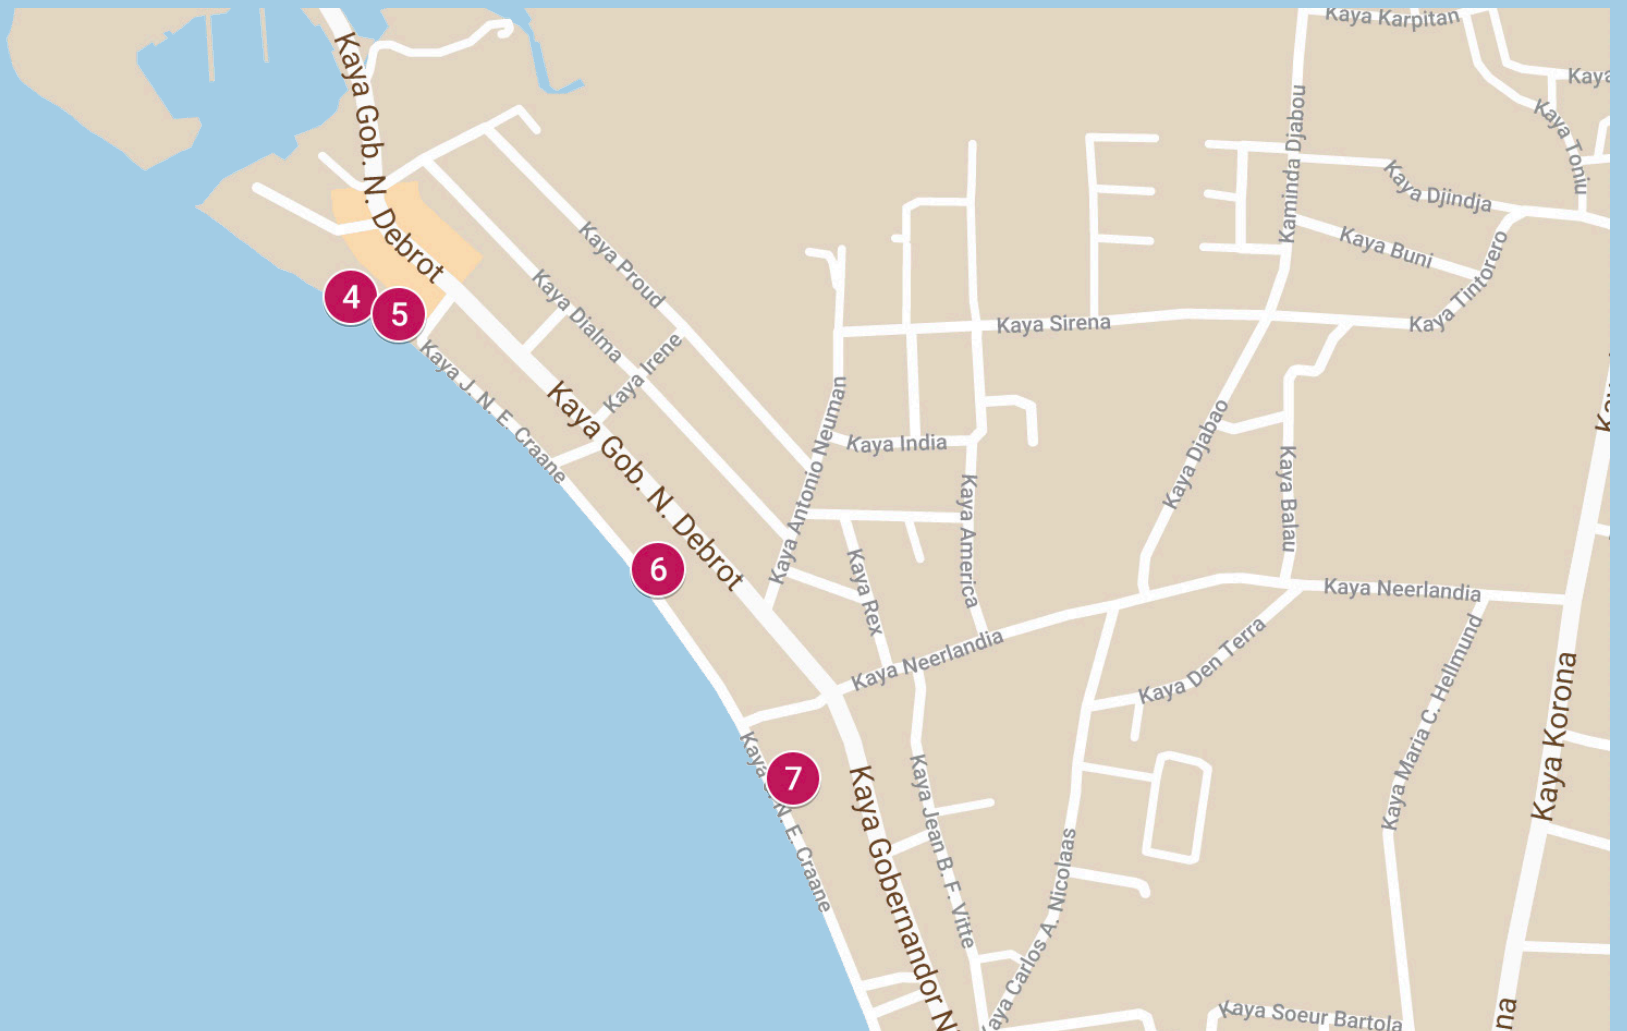 Kaya Karpitan
Kaya
Kaya Gob. N. Debrot
Kaminda Djabou
Kaya Toniu
Kaya Djindja
Kaya Buni
Kaya Tintorero
Kaya Proud
Kaya Dialma
Kaya Irene
4
5
Kaya Sirena
Kaya J. N. E. Craane
Kaya Gob. N. Debrot
Kaya Antonio Neuman
Kaya India
Kaya Djabao
Kaya Balau
Kaya America
Kaya Rex
6
Kaya Neerlandia
Kaya Neerlandia
Kaya Den Terra
Kaya Maria C. Hellmund
Kaya Korona
7
Kaya J. N. E. Craane
Kaya Gobernandor N.
Kaya Jean B. F. Vitte
Kaya Carlos A. Nicolaas
Kaya Soeur Bartola
na